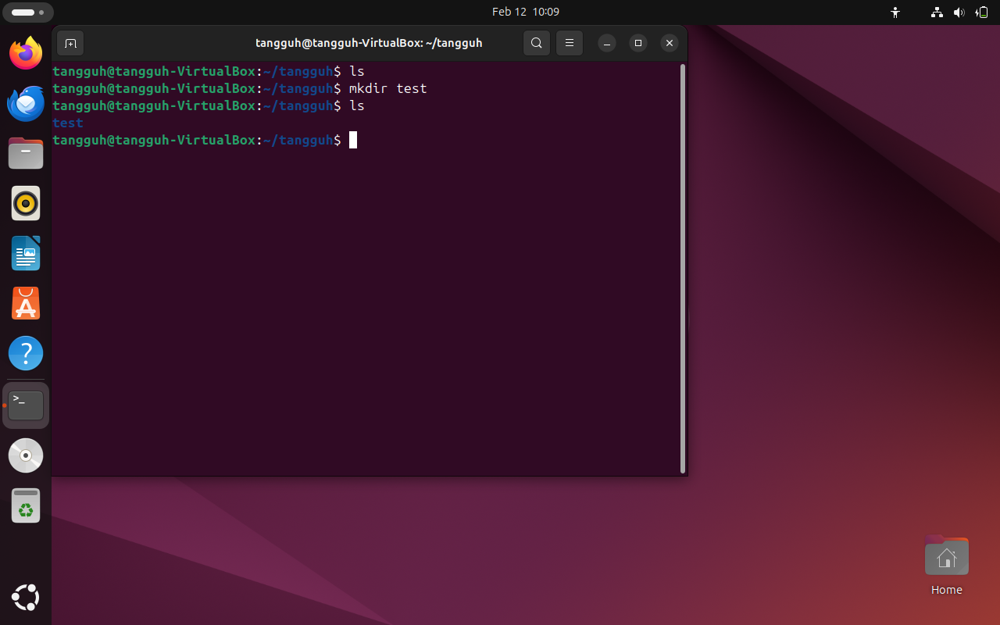 Feb 12 10:09
tangguh@tangguh-VirtualBox: ~/tangguh
tangguh@tangguh-VirtualBox:~/tangguh$ ls
tangguh@tangguh-VirtualBox:~/tangguh$ mkdir test
tangguh@tangguh-VirtualBox:~/tangguh$ ls
test
tangguh@tangguh-VirtualBox:~/tangguh$
Home